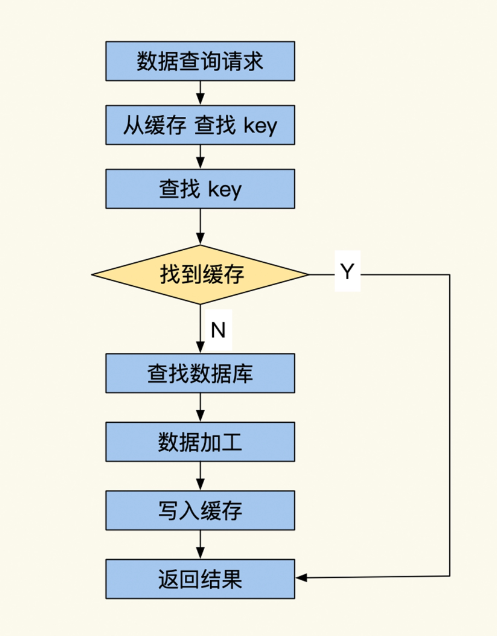 数据查询请求
从缓存 查找 key
查找 key
找到缓存
Y
N
查找数据库
数据加工
写入缓存
返回结果